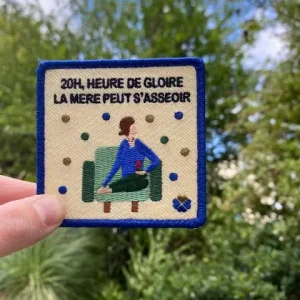 20H, HEURE DE GLOIRE
LA MERE PEUT S'ASSEOIR